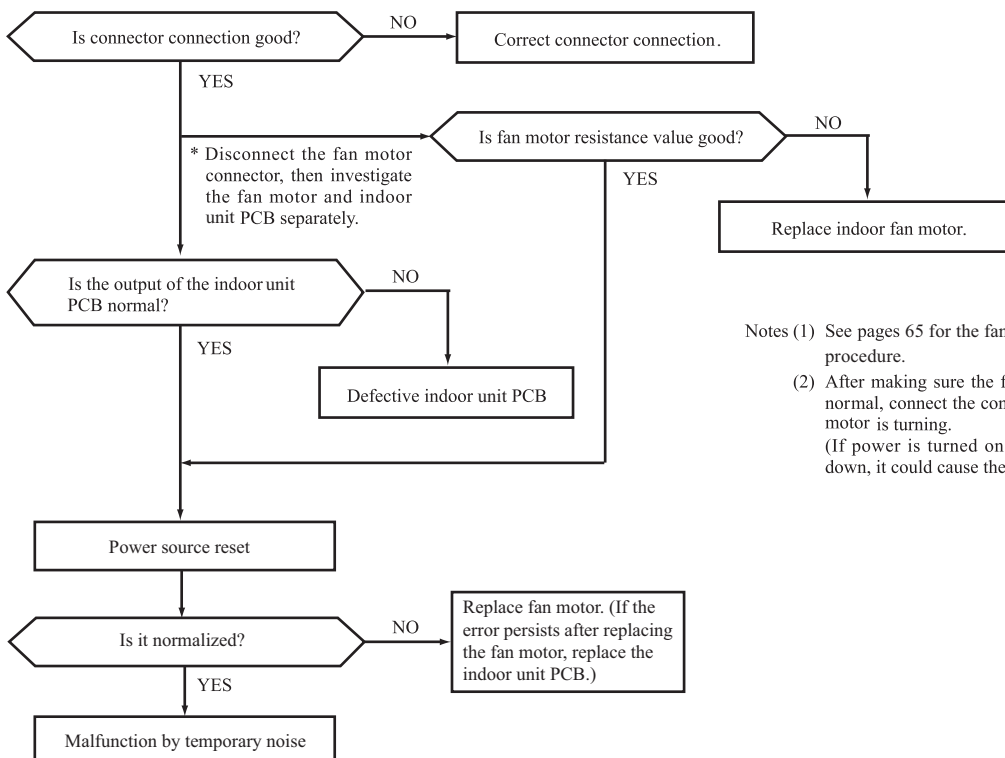 Is connector connection good?
NO
Correct connector connection.
YES
Is fan motor resistance value good?
NO
* Disconnect the fan motor
connector, then investigate
the fan motor and indoor
unit PCB separately.
YES
Replace indoor fan motor.
Is the output of the indoor unit
PCB normal?
NO
YES
Defective indoor unit PCB
Notes (1) See pages 65 for the fan
procedure.
(2) After making sure the f
normal, connect the con
motor is turning.
(If power is turned on
down, it could cause the
Power source reset
Is it normalized?
NO
Replace fan motor. (If the
error persists after replacing
the fan motor, replace the
indoor unit PCB.)
YES
Malfunction by temporary noise